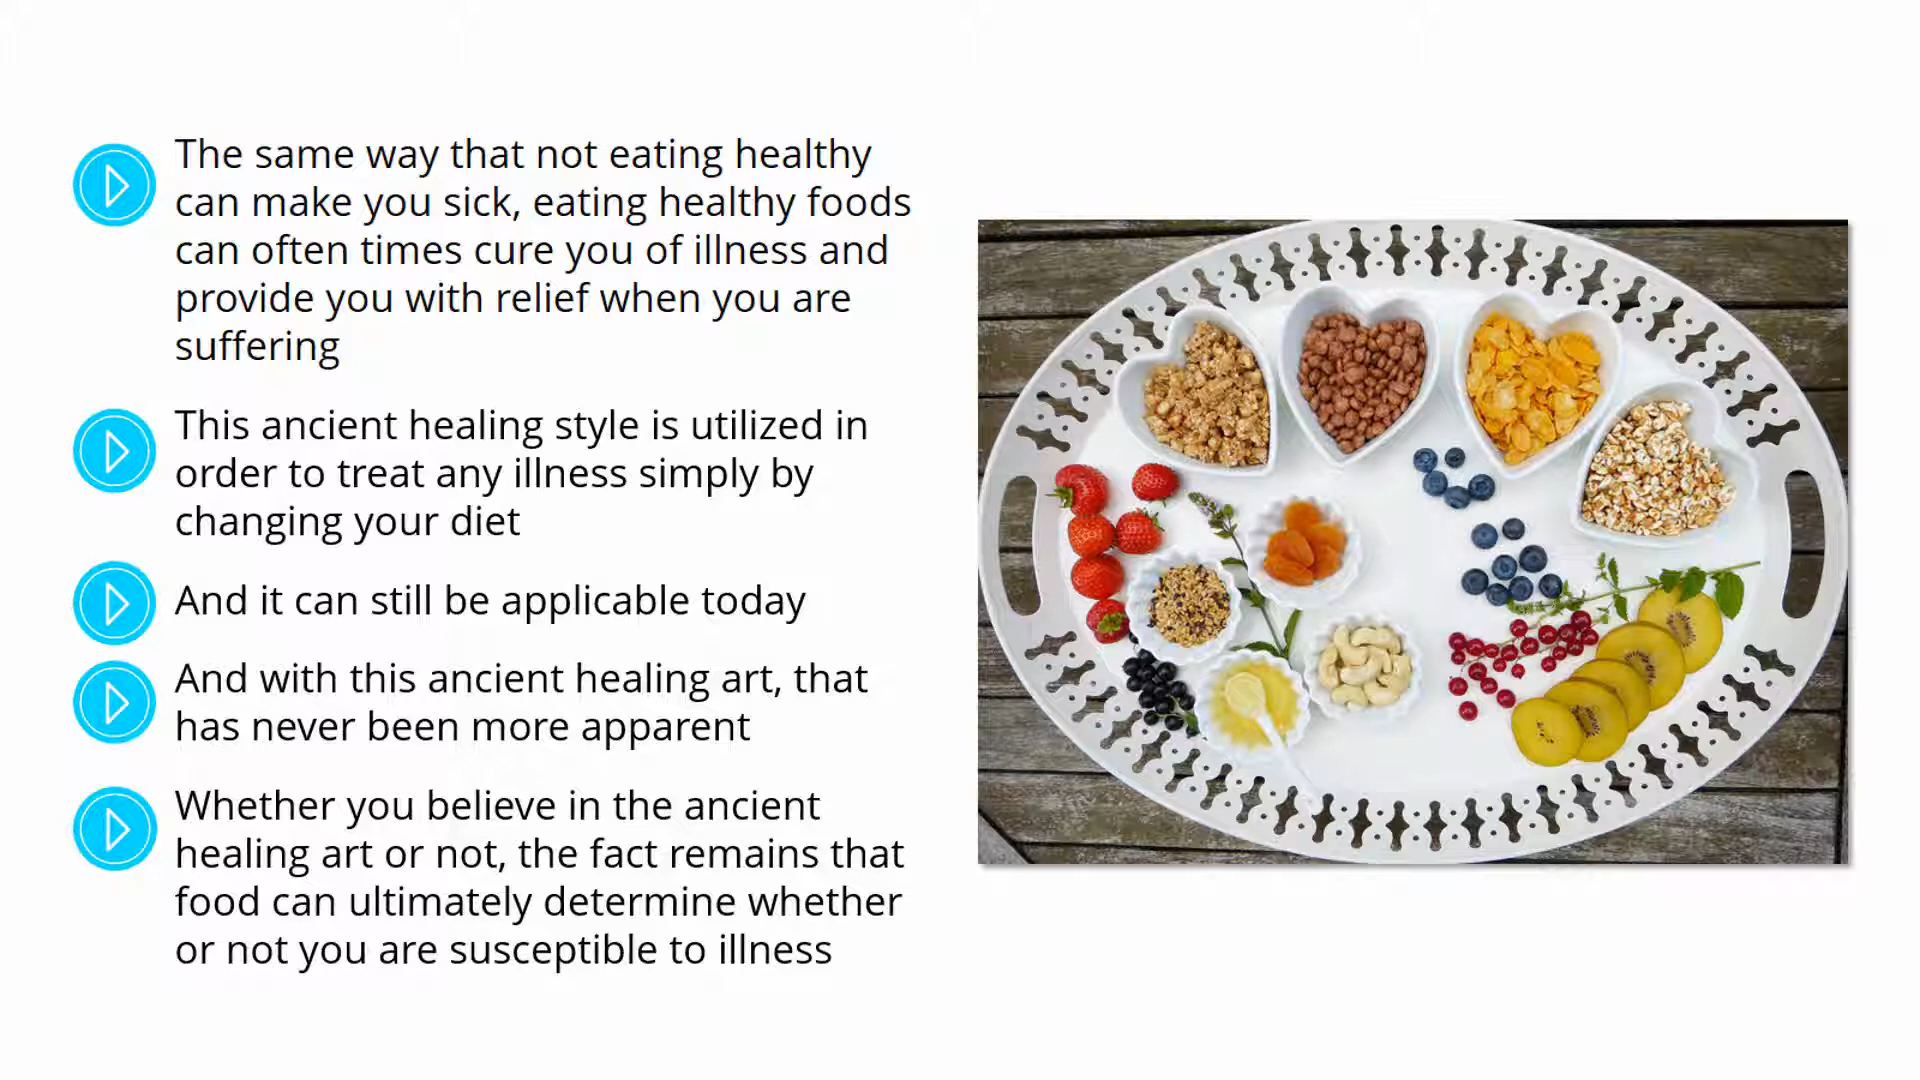 The same way that not eating healthy
can make you sick, eating healthy foods
can often times cure you of illness and
provide you with relief when you are
suffering
This ancient healing style is utilized in
order to treat any illness simply by
changing your diet
And it can still be applicable today
And with this ancient healing art, that
has never been more apparent
Whether you believe in the ancient
healing art or not, the fact remains that
food can ultimately determine whether
or not you are susceptible to illness